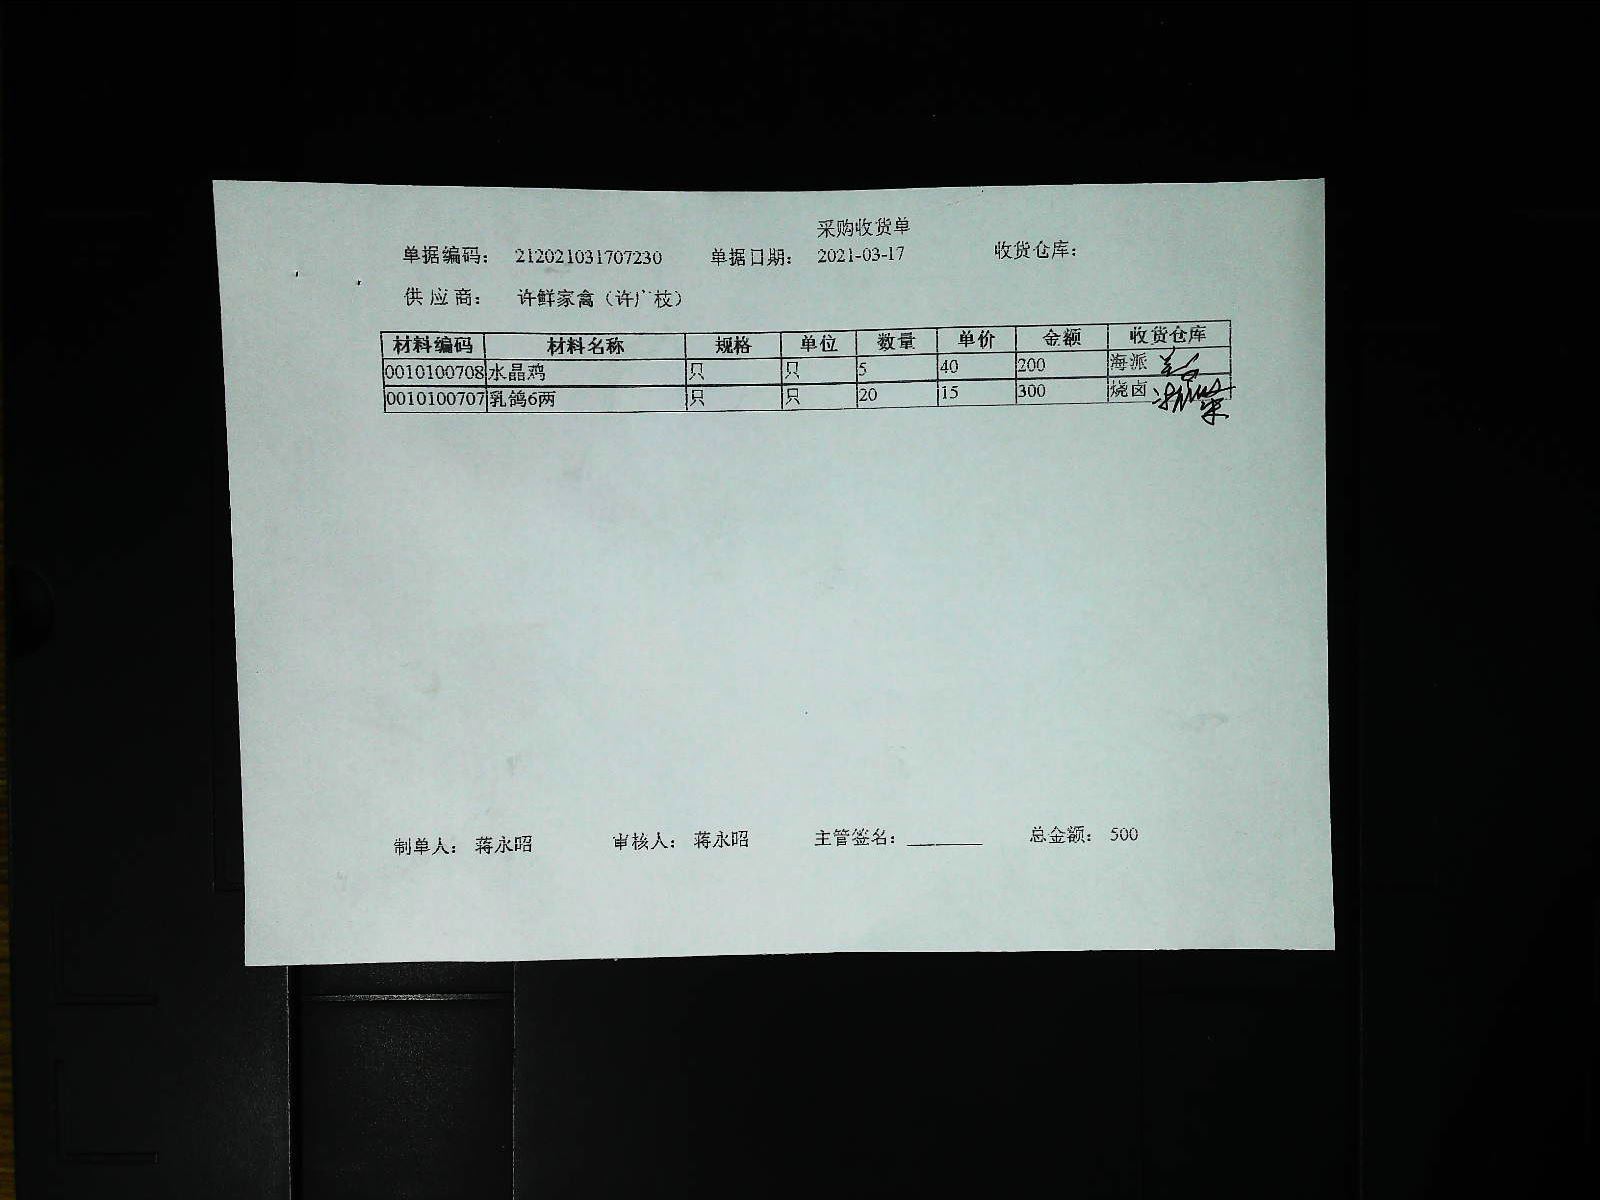 采购收货单
单据编码： 212021031707230 单据日期： 2021-03-17 收货仓库：
供 应 商： 许鲜家禽（许广枝）
材料编码 材料名称 规格 单位 数量 单价 金额 收货仓库
0010100708 水晶鸡 只 只 5 40 200 海派
0010100707 乳鸽6两 只 只 20 15 300 烧卤
制单人： 蒋永昭 审核人： 蒋永昭 主管签名： 总金额： 500